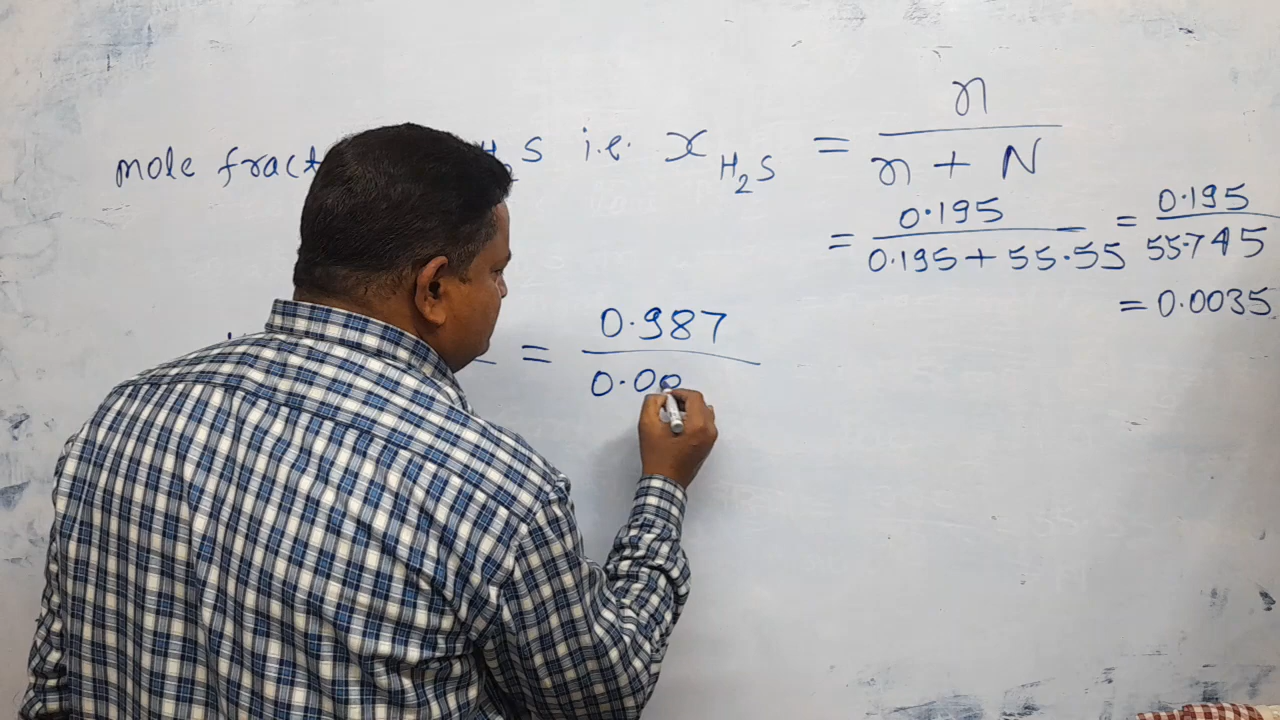 mole fract H₂S i.e. x_H₂S = n / (n + N)
= 0.195 / (0.195 + 55.55) = 0.195 / 55.745
= 0.0035
= 0.987 / 0.00